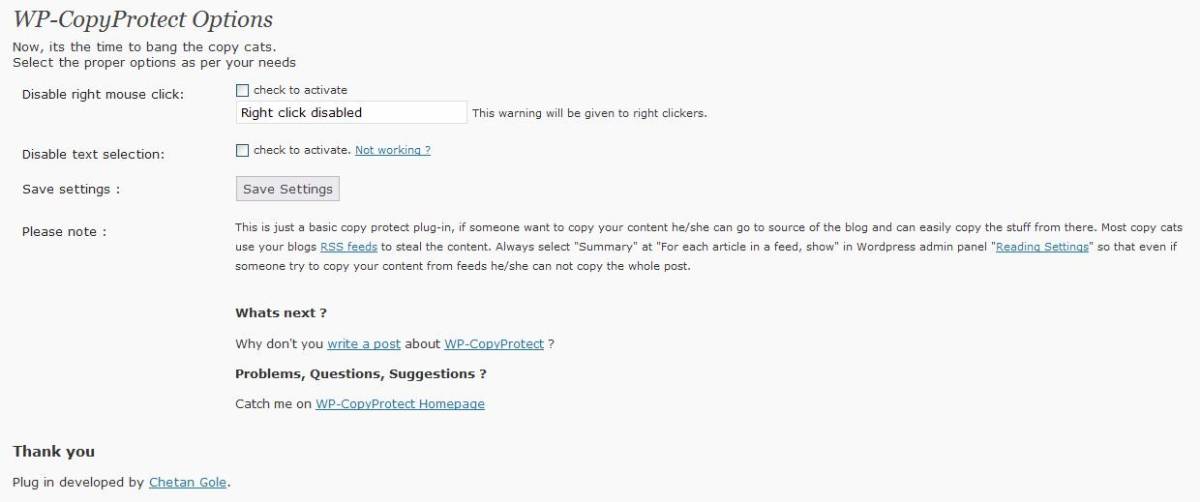 WP-CopyProtect Options
Now, its the time to bang the copy cats.
Select the proper options as per your needs
Disable right mouse click:
check to activate
Right click disabled
This warning will be given to right clickers.
Disable text selection:
check to activate. Not working ?
Save settings :
Save Settings
Please note :
This is just a basic copy protect plug-in, if someone want to copy your content he/she can go to source of the blog and can easily copy the stuff from there. Most copy cats
use your blogs RSS feeds to steal the content. Always select "Summary" at "For each article in a feed, show" in Wordpress admin panel "Reading Settings" so that even if
someone try to copy your content from feeds he/she can not copy the whole post.
Whats next ?
Why don't you write a post about WP-CopyProtect ?
Problems, Questions, Suggestions ?
Catch me on WP-CopyProtect Homepage
Thank you
Plug in developed by Chetan Gole.